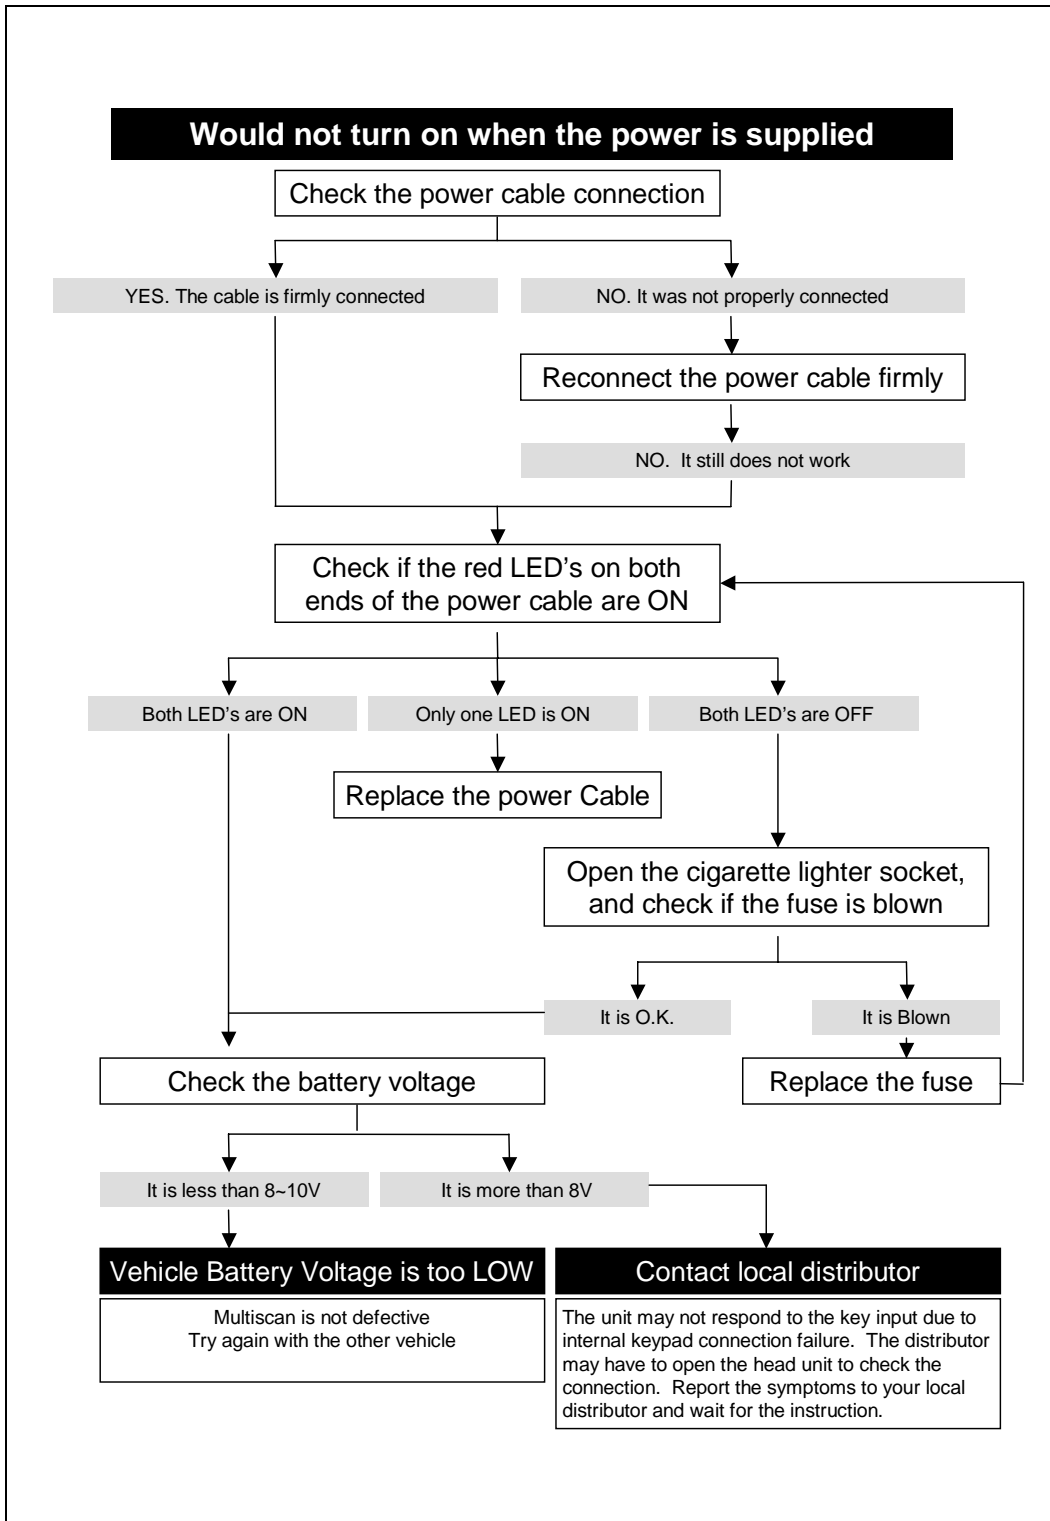 Would not turn on when the power is supplied
Check the power cable connection
YES. The cable is firmly connected
NO. It was not properly connected
Reconnect the power cable firmly
NO.  It still does not work
Check if the red LED's on both
ends of the power cable are ON
Both LED's are ON
Only one LED is ON
Both LED's are OFF
Replace the power Cable
Open the cigarette lighter socket,
and check if the fuse is blown
It is O.K.
It is Blown
Check the battery voltage
Replace the fuse
It is less than 8~10V
It is more than 8V
Vehicle Battery Voltage is too LOW
Multiscan is not defective
Try again with the other vehicle
Contact local distributor
The unit may not respond to the key input due to
internal keypad connection failure.  The distributor
may have to open the head unit to check the
connection.  Report the symptoms to your local
distributor and wait for the instruction.